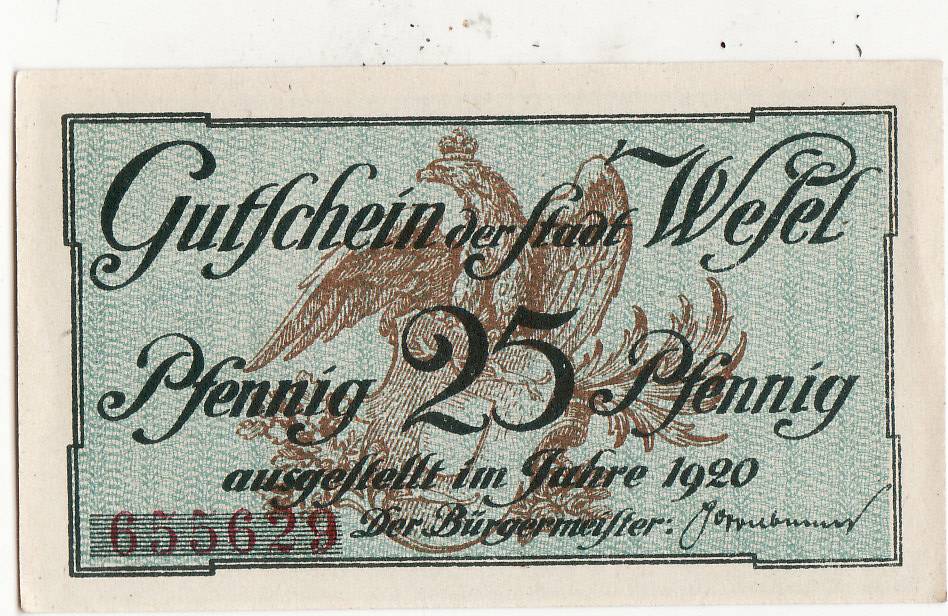 Gutſchein der Stadt Weſel
Pfennig 25 Pfennig
ausgeſtellt im Jahre 1920
655629 Der Bürgermeiſter: